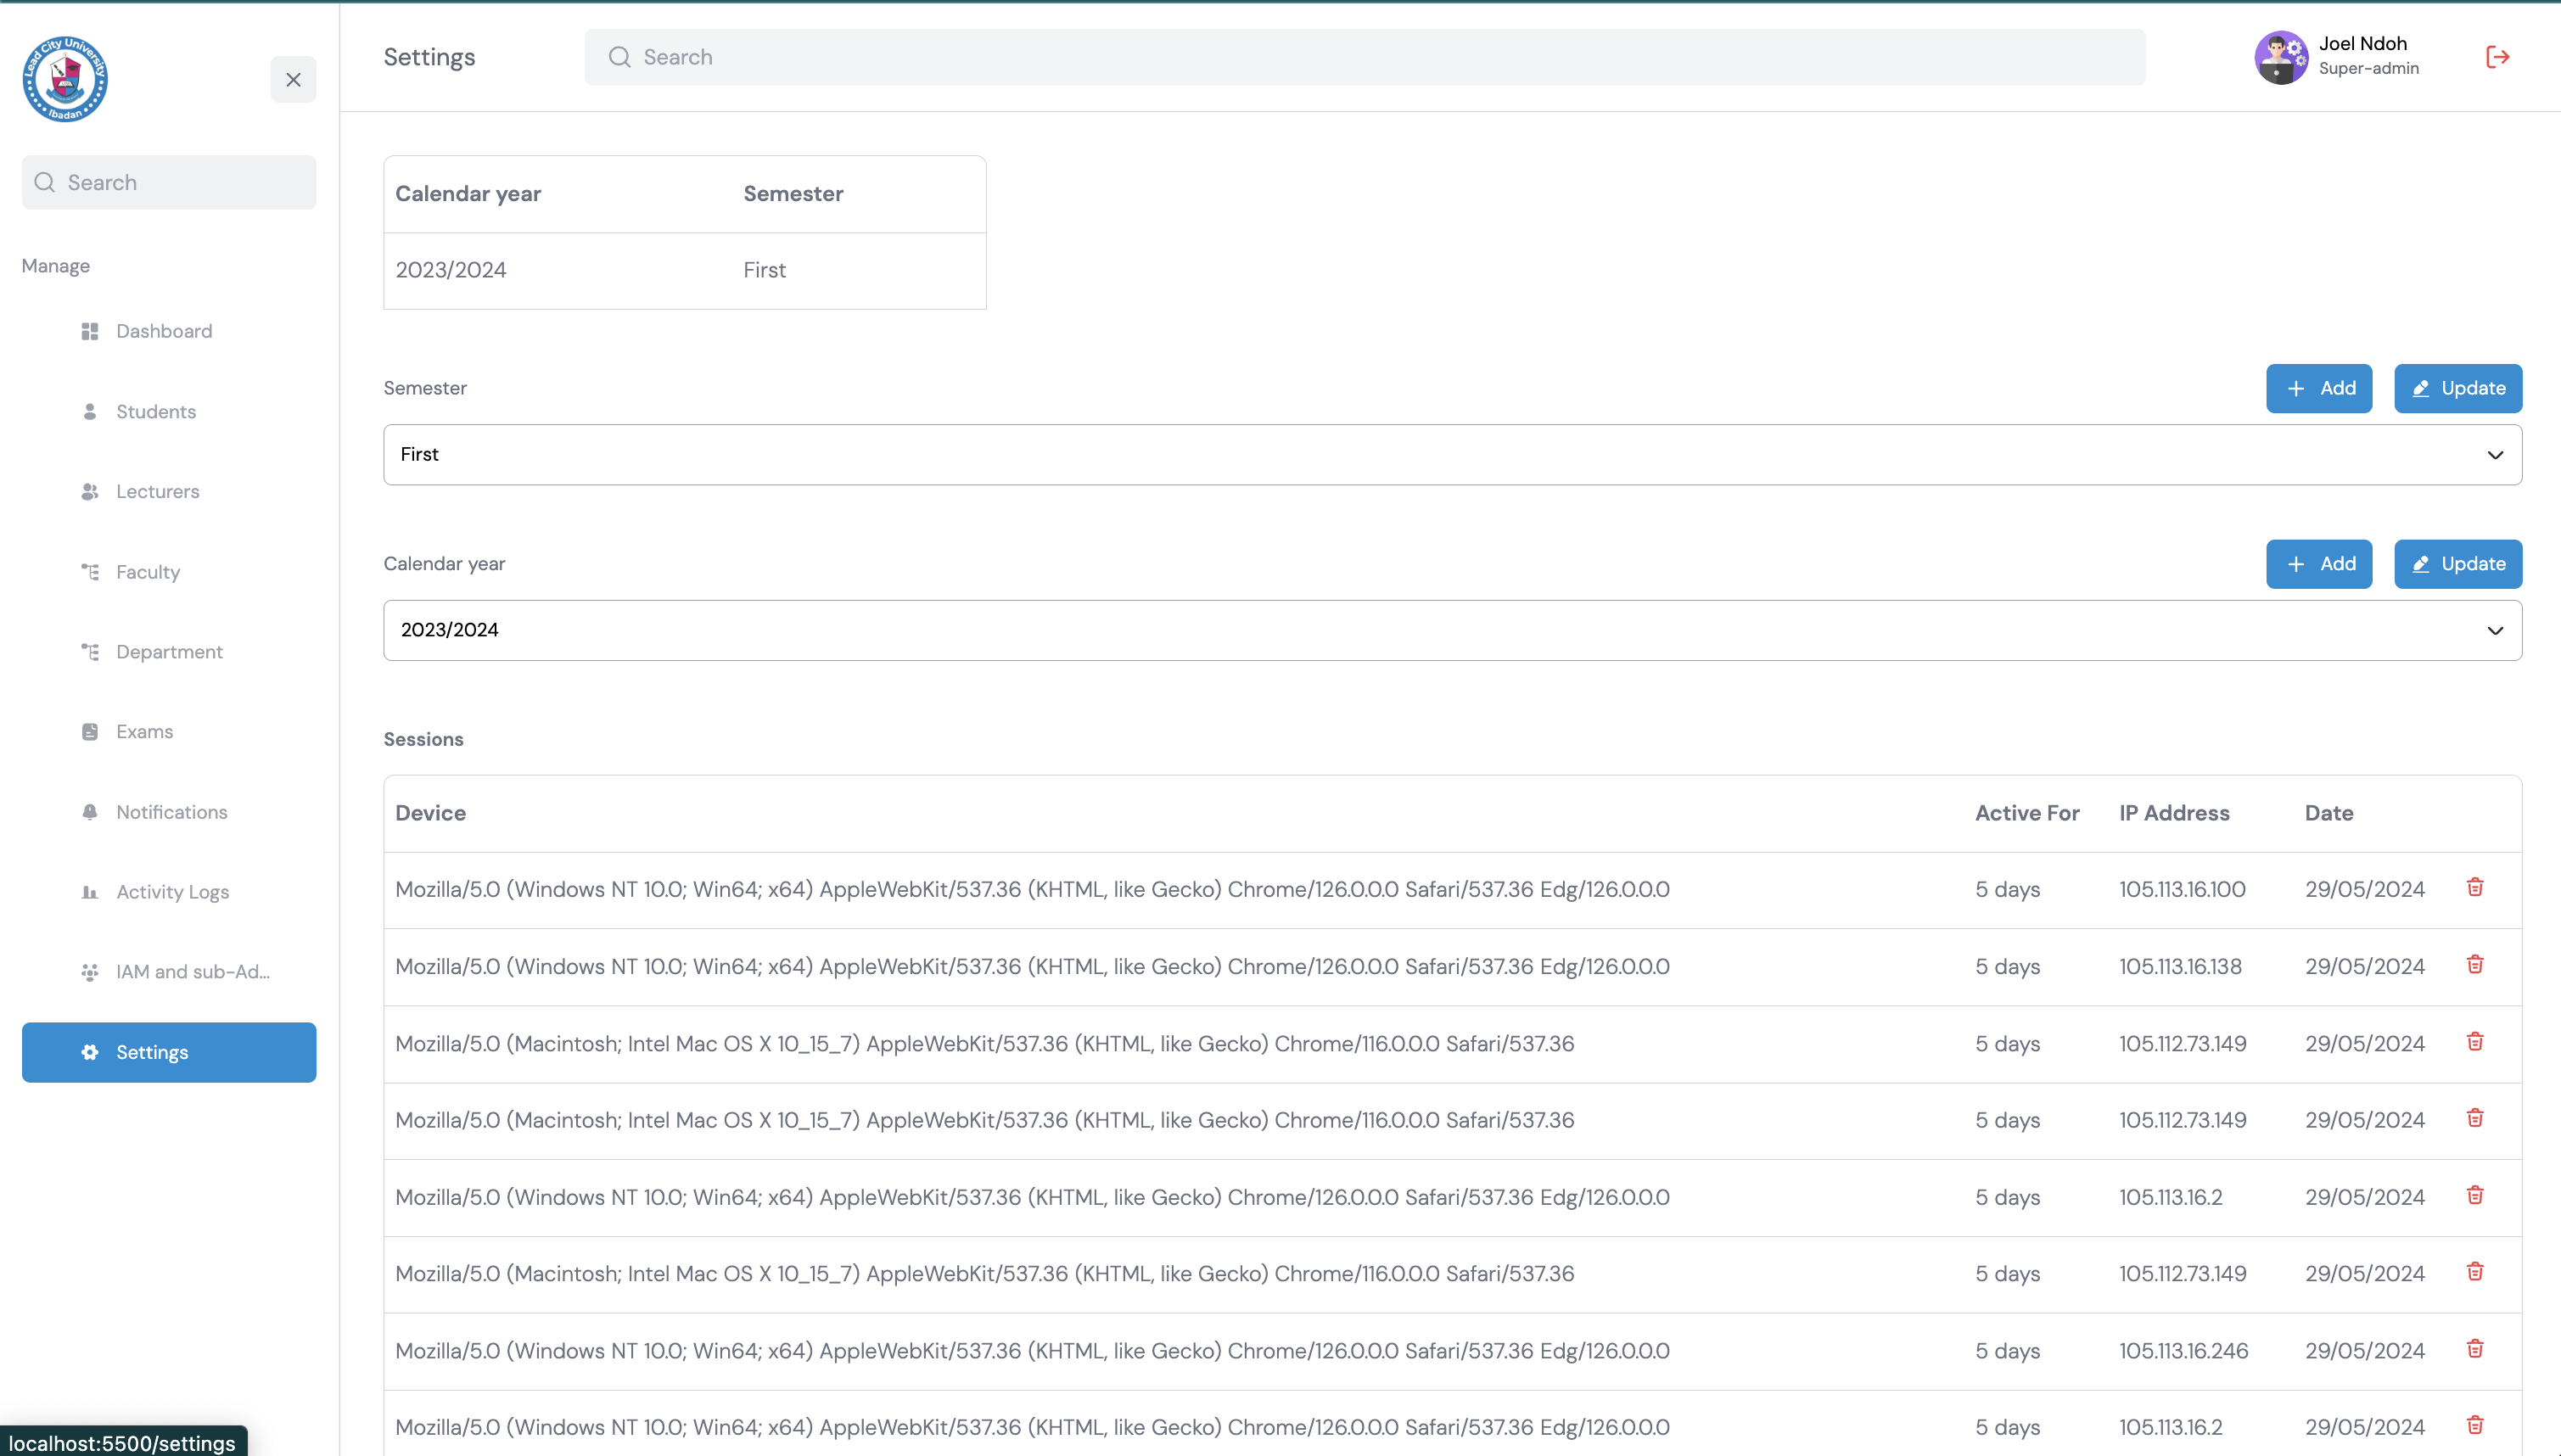 Lead City University
Ibadan
Search
Manage
Dashboard
Students
Lecturers
Faculty
Department
Exams
Notifications
Activity Logs
IAM and sub-Ad...
Settings
localhost:5500/settings
Settings
Search
Joel Ndoh
Super-admin
Calendar year Semester
2023/2024 First
Semester
Add Update
First
Calendar year
Add Update
2023/2024
Sessions
Device Active For IP Address Date
Mozilla/5.0 (Windows NT 10.0; Win64; x64) AppleWebKit/537.36 (KHTML, like Gecko) Chrome/126.0.0.0 Safari/537.36 Edg/126.0.0.0 5 days 105.113.16.100 29/05/2024
Mozilla/5.0 (Windows NT 10.0; Win64; x64) AppleWebKit/537.36 (KHTML, like Gecko) Chrome/126.0.0.0 Safari/537.36 Edg/126.0.0.0 5 days 105.113.16.138 29/05/2024
Mozilla/5.0 (Macintosh; Intel Mac OS X 10_15_7) AppleWebKit/537.36 (KHTML, like Gecko) Chrome/116.0.0.0 Safari/537.36 5 days 105.112.73.149 29/05/2024
Mozilla/5.0 (Macintosh; Intel Mac OS X 10_15_7) AppleWebKit/537.36 (KHTML, like Gecko) Chrome/116.0.0.0 Safari/537.36 5 days 105.112.73.149 29/05/2024
Mozilla/5.0 (Windows NT 10.0; Win64; x64) AppleWebKit/537.36 (KHTML, like Gecko) Chrome/126.0.0.0 Safari/537.36 Edg/126.0.0.0 5 days 105.113.16.2 29/05/2024
Mozilla/5.0 (Macintosh; Intel Mac OS X 10_15_7) AppleWebKit/537.36 (KHTML, like Gecko) Chrome/116.0.0.0 Safari/537.36 5 days 105.112.73.149 29/05/2024
Mozilla/5.0 (Windows NT 10.0; Win64; x64) AppleWebKit/537.36 (KHTML, like Gecko) Chrome/126.0.0.0 Safari/537.36 Edg/126.0.0.0 5 days 105.113.16.246 29/05/2024
Mozilla/5.0 (Windows NT 10.0; Win64; x64) AppleWebKit/537.36 (KHTML, like Gecko) Chrome/126.0.0.0 Safari/537.36 Edg/126.0.0.0 5 days 105.113.16.2 29/05/2024